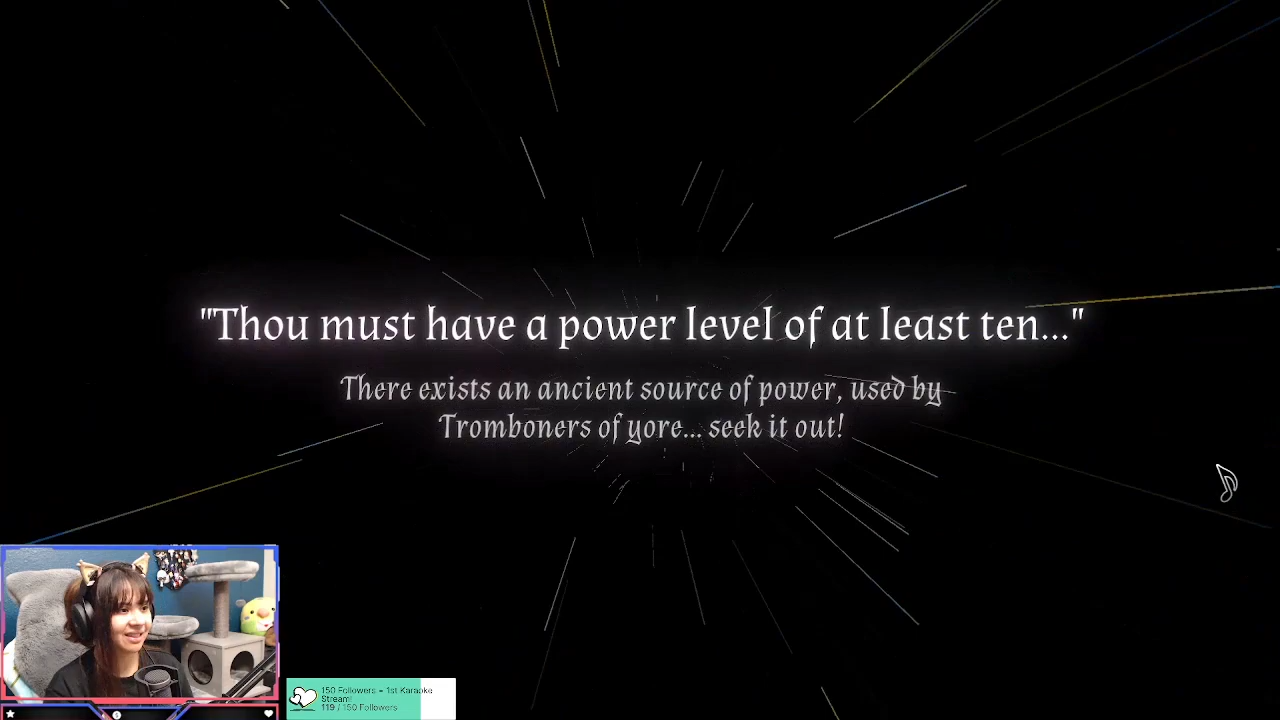 "Thou must have a power level of at least ten..."
There exists an ancient source of power, used by
Tromboners of yore... seek it out!
150 Followers = 1st Karaoke
Stream!
119 / 150 Followers